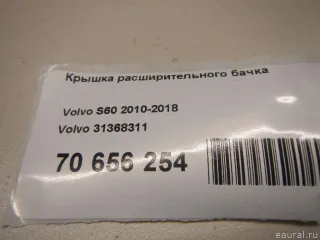 Крышка расширительного бачка
Volvo S60 2010-2018
Volvo 31368311
70 656 254
© eaural.ru